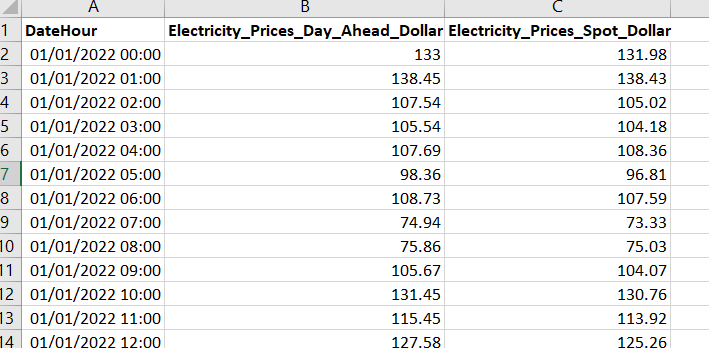 A B C
1 DateHour Electricity_Prices_Day_Ahead_Dollar Electricity_Prices_Spot_Dollar
2 01/01/2022 00:00 133 131.98
3 01/01/2022 01:00 138.45 138.43
4 01/01/2022 02:00 107.54 105.02
5 01/01/2022 03:00 105.54 104.18
6 01/01/2022 04:00 107.69 108.36
7 01/01/2022 05:00 98.36 96.81
8 01/01/2022 06:00 108.73 107.59
9 01/01/2022 07:00 74.94 73.33
10 01/01/2022 08:00 75.86 75.03
11 01/01/2022 09:00 105.67 104.07
12 01/01/2022 10:00 131.45 130.76
13 01/01/2022 11:00 115.45 113.92
14 01/01/2022 12:00 127.58 125.26